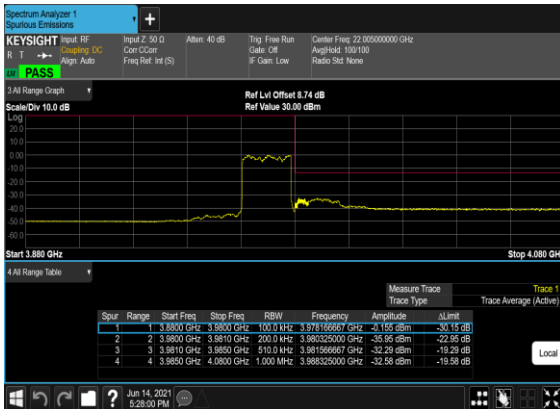 Spectrum Analyzer 1
Spurious Emissions
KEYSIGHT Input: RF Input Z: 50 Ω Atten: 40 dB Trig: Free Run Center Freq: 22.005000000 GHz
R T Coupling: DC Corr CCorr Gate: Off Avg|Hold: 100/100
Align: Auto Freq Ref: Int (S) IF Gain: Low Radio Std: None
PASS
3 All Range Graph
Ref Lvl Offset 8.74 dB
Scale/Div 10.0 dB Ref Value 30.00 dBm
Log
20.0
10.0
0.00
-10.0
-20.0
-30.0
-40.0
-50.0
-60.0
Start 3.880 GHz Stop 4.080 GH
4 All Range Table
Measure Trace Trace 1
Trace Type Trace Average (Active)
Spur Range Start Freq Stop Freq RBW Frequency Amplitude ΔLimit
1 1 3.8800 GHz 3.9800 GHz 100.0 kHz 3.978166667 GHz -0.155 dBm -30.15 dB
2 2 3.9800 GHz 3.9810 GHz 200.0 kHz 3.980325000 GHz -35.95 dBm -22.95 dB
3 3 3.9810 GHz 3.9850 GHz 510.0 kHz 3.981566667 GHz -32.29 dBm -19.29 dB
4 4 3.9850 GHz 4.0800 GHz 1.000 MHz 3.988325000 GHz -32.58 dBm -19.58 dB
Local
Jun 14, 2021
5:28:00 PM